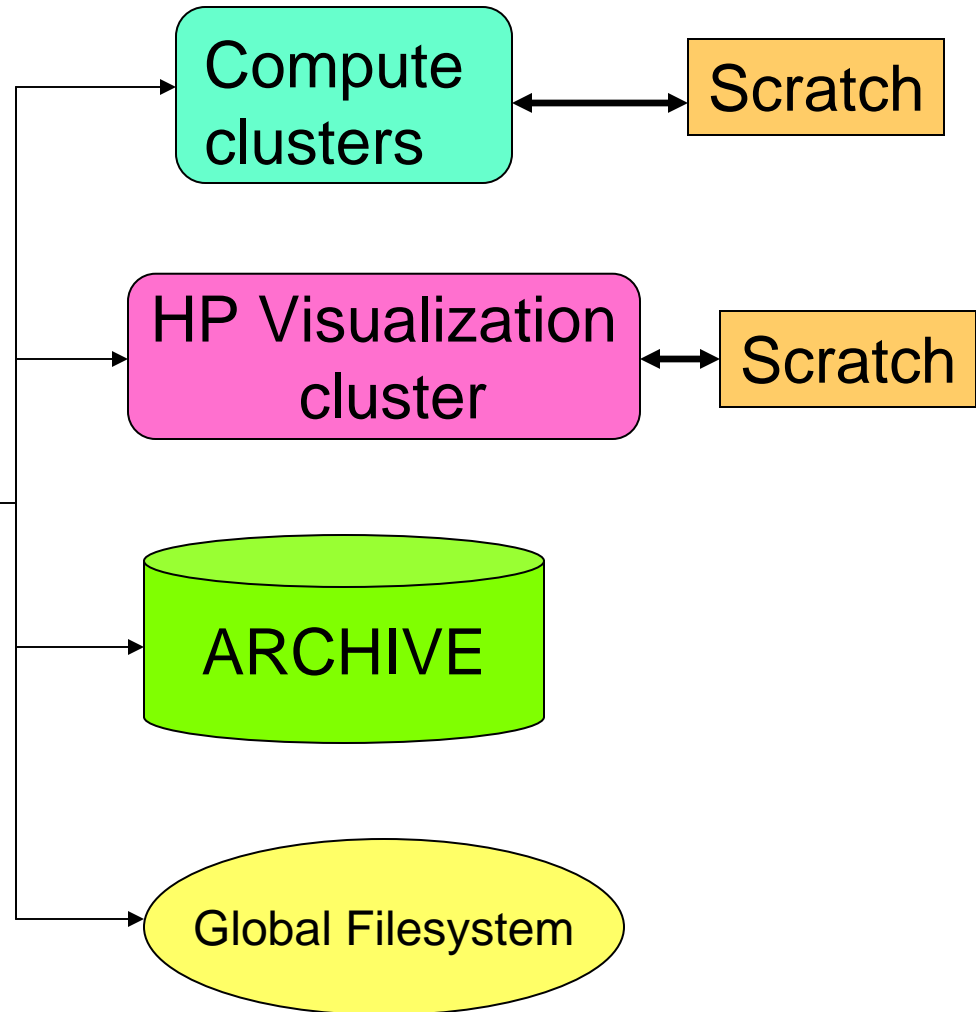 Compute
clusters
Scratch
HP Visualization
cluster
Scratch
ARCHIVE
Global Filesystem